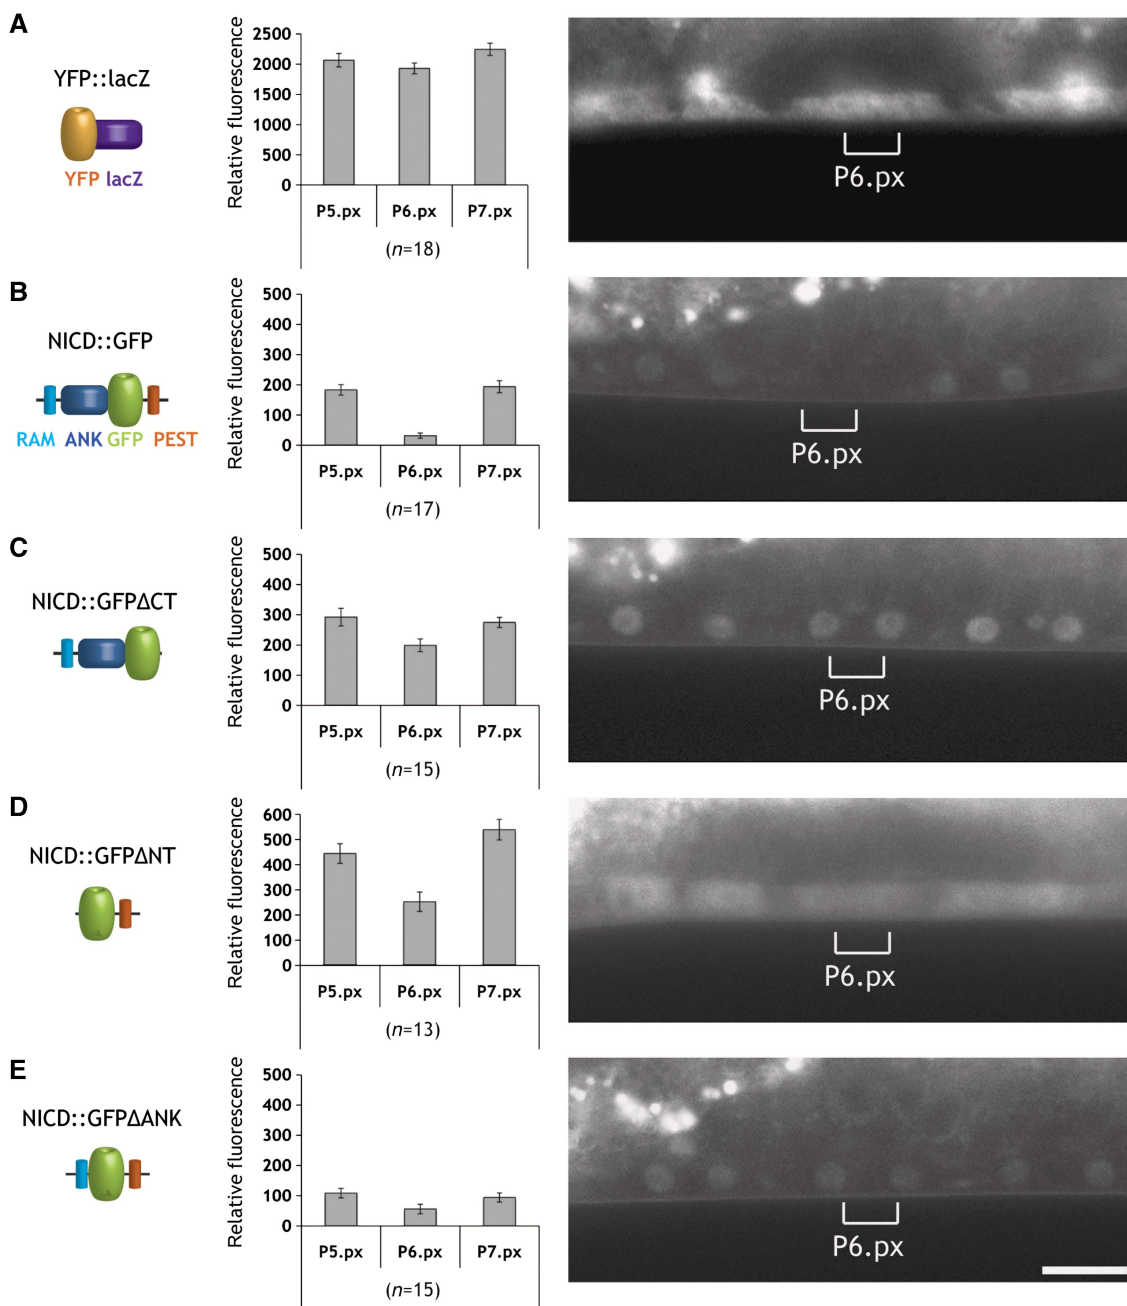 A
YFP::lacZ
YFP lacZ
Relative fluorescence
2500
2000
1500
1000
500
0
P5.px P6.px P7.px
(n=18)
P6.px
B
NICD::GFP
RAM ANK GFP PEST
Relative fluorescence
500
400
300
200
100
0
P5.px P6.px P7.px
(n=17)
P6.px
C
NICD::GFPΔCT
Relative fluorescence
500
400
300
200
100
0
P5.px P6.px P7.px
(n=15)
P6.px
D
NICD::GFPΔNT
Relative fluorescence
600
500
400
300
200
100
0
P5.px P6.px P7.px
(n=13)
P6.px
E
NICD::GFPΔANK
Relative fluorescence
500
400
300
200
100
0
P5.px P6.px P7.px
(n=15)
P6.px